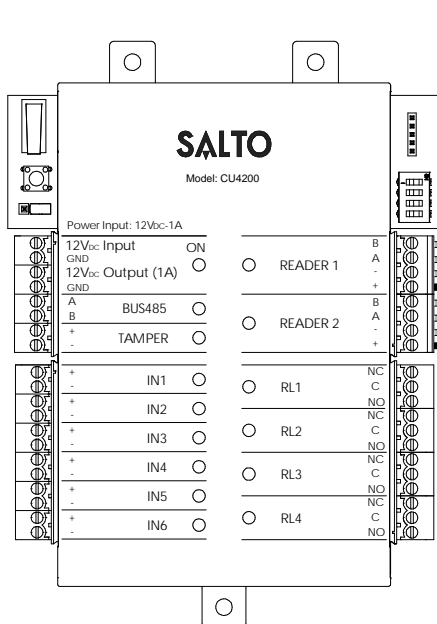 SALTO
Model: CU4200
Power Input: 12VDC-1A
12VDC Input ON
GND
12VDC Output (1A)
GND
A
BUS485
B
+
TAMPER
-
+
IN1
-
+
IN2
-
+
IN3
-
+
IN4
-
+
IN5
-
+
IN6
-
B
A
READER 1
-
+
B
A
READER 2
-
+
NC
RL1 C
NO
NC
RL2 C
NO
NC
RL3 C
NO
NC
RL4 C
NO